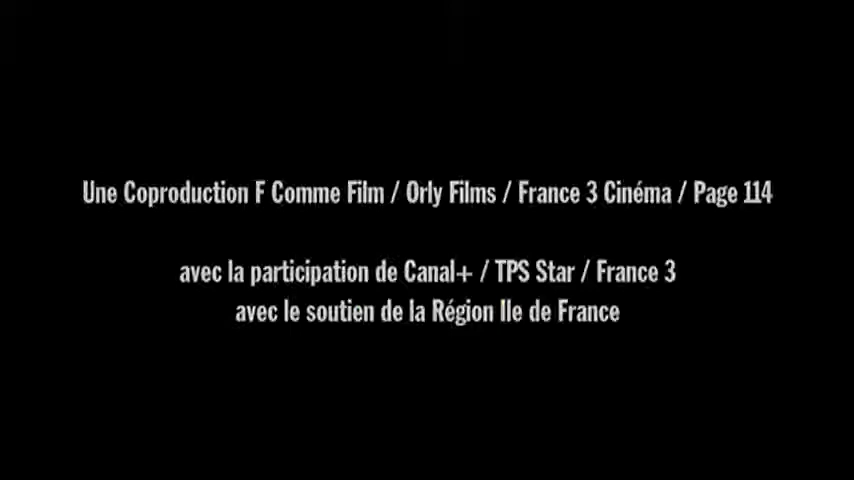 Une Coproduction F Comme Film / Orly Films / France 3 Cinéma / Page 114
avec la participation de Canal+ / TPS Star / France 3
avec le soutien de la Région Ile de France